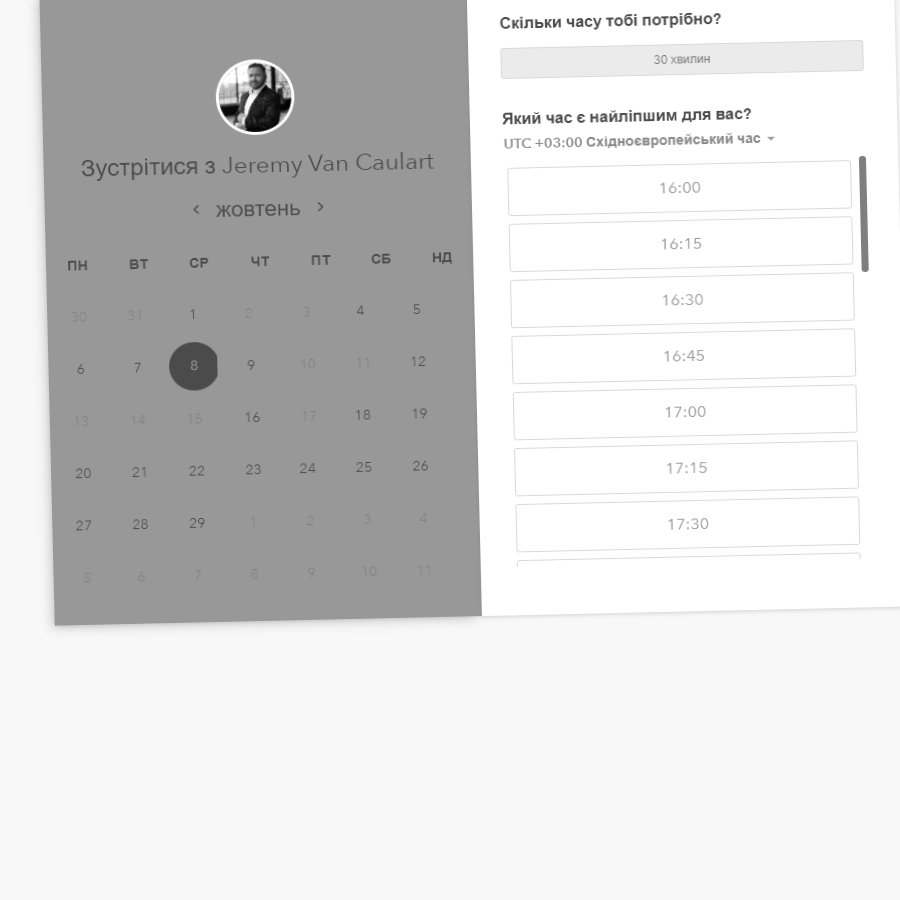 Зустрітися з Jeremy Van Caulart
жовтень
ПН ВТ СР ЧТ ПТ СБ НД
30 31 1 2 3 4 5
6 7 8 9 10 11 12
13 14 15 16 17 18 19
20 21 22 23 24 25 26
27 28 29 1 2 3 4
5 6 7 8 9 10 11
Скільки часу тобі потрібно?
30 хвилин
Який час є найліпшим для вас?
UTC +03:00 Східноєвропейський час
16:00
16:15
16:30
16:45
17:00
17:15
17:30